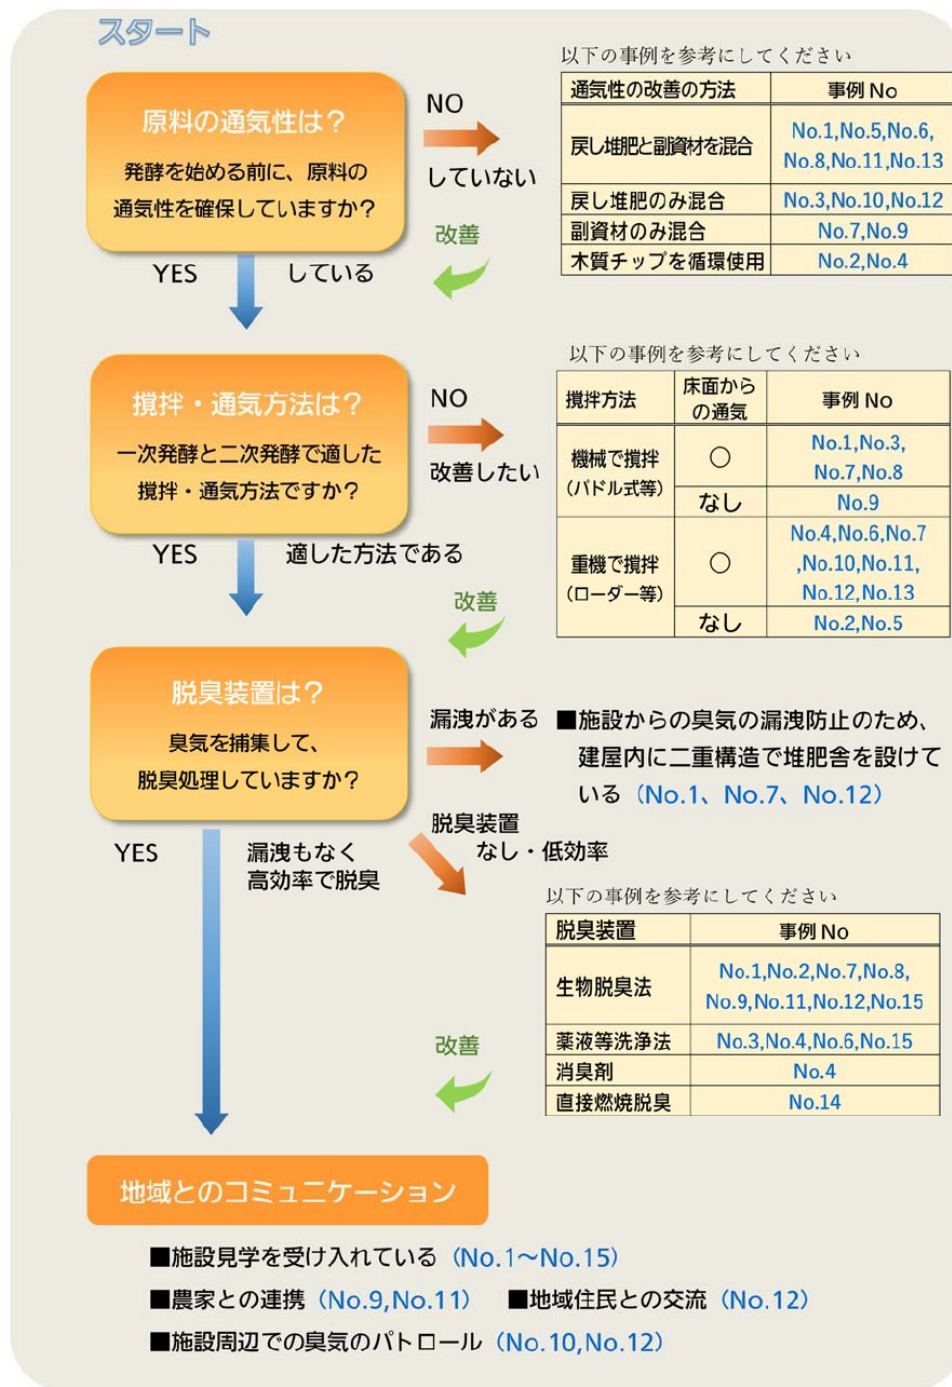 スタート
原料の通気性は？
発酵を始める前に、原料の
通気性を確保していますか？
NO
していない
改善
YES
している
以下の事例を参考にしてください
通気性の改善の方法
事例 No
戻し堆肥と副資材を混合
No.1,No.5,No.6,
No.8,No.11,No.13
戻し堆肥のみ混合
No.3,No.10,No.12
副資材のみ混合
No.7,No.9
木質チップを循環使用
No.2,No.4
撹拌・通気方法は？
一次発酵と二次発酵で適した
撹拌・通気方法ですか？
NO
改善したい
YES
適した方法である
改善
以下の事例を参考にしてください
撹拌方法
床面から
の通気
事例 No
機械で撹拌
(パドル式等)
○
No.1,No.3,
No.7,No.8
なし
No.9
重機で撹拌
(ローダー等)
○
No.4,No.6,No.7
,No.10,No.11,
No.12,No.13
なし
No.2,No.5
脱臭装置は？
臭気を捕集して、
脱臭処理していますか？
漏洩がある
■施設からの臭気の漏洩防止のため、
建屋内に二重構造で堆肥舎を設けて
いる（No.1、No.7、No.12）
脱臭装置
なし・低効率
YES
漏洩もなく
高効率で脱臭
以下の事例を参考にしてください
脱臭装置
事例 No
生物脱臭法
No.1,No.2,No.7,No.8,
No.9,No.11,No.12,No.15
薬液等洗浄法
No.3,No.4,No.6,No.15
消臭剤
No.4
直接燃焼脱臭
No.14
改善
地域とのコミュニケーション
■施設見学を受け入れている（No.1～No.15）
■農家との連携（No.9,No.11） ■地域住民との交流（No.12）
■施設周辺での臭気のパトロール（No.10,No.12）